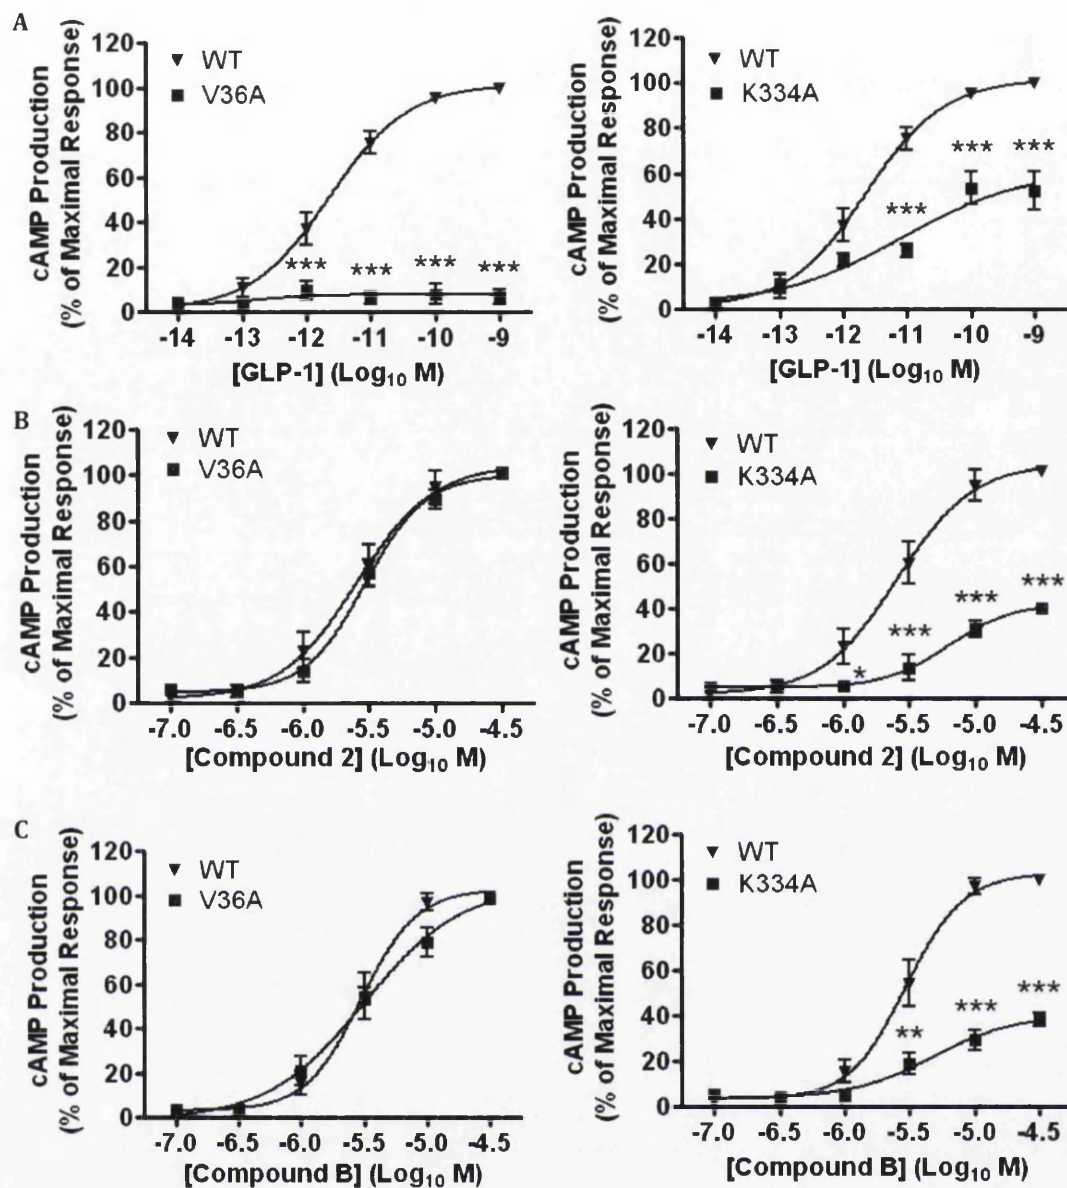 A
cAMP Production
(% of Maximal Response)
120
100
80
60
40
20
0
WT
V36A
*** *** *** ***
-14 -13 -12 -11 -10 -9
[GLP-1] (Log10 M)
cAMP Production
(% of Maximal Response)
120
100
80
60
40
20
0
WT
K334A
*** *** ***
-14 -13 -12 -11 -10 -9
[GLP-1] (Log10 M)
B
cAMP Production
(% of Maximal Response)
120
100
80
60
40
20
0
WT
V36A
-7.0 -6.5 -6.0 -5.5 -5.0 -4.5
[Compound 2] (Log10 M)
cAMP Production
(% of Maximal Response)
120
100
80
60
40
20
0
WT
K334A
* *** *** ***
-7.0 -6.5 -6.0 -5.5 -5.0 -4.5
[Compound 2] (Log10 M)
C
cAMP Production
(% of Maximal Response)
120
100
80
60
40
20
0
WT
V36A
-7.0 -6.5 -6.0 -5.5 -5.0 -4.5
[Compound B] (Log10 M)
cAMP Production
(% of Maximal Response)
120
100
80
60
40
20
0
WT
K334A
** *** ***
-7.0 -6.5 -6.0 -5.5 -5.0 -4.5
[Compound B] (Log10 M)